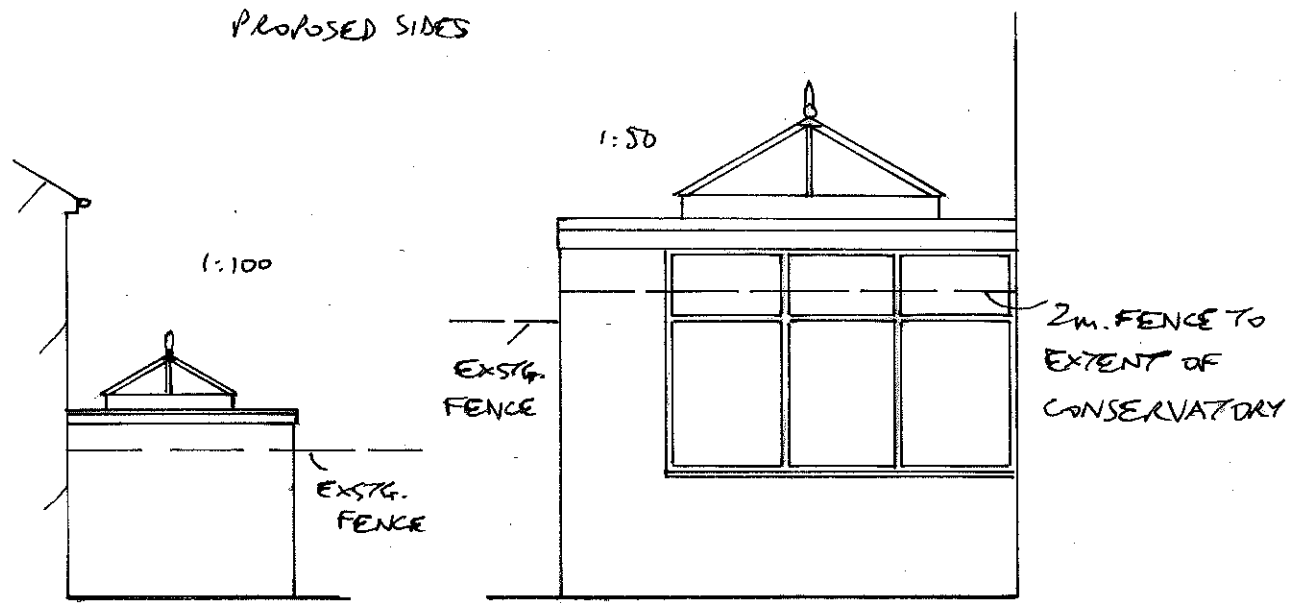 PROPOSED SIDES
1:50
1:100
EXSTG.
FENCE
2m. FENCE TO
EXTENT OF
CONSERVATORY
EXSTG.
FENCE